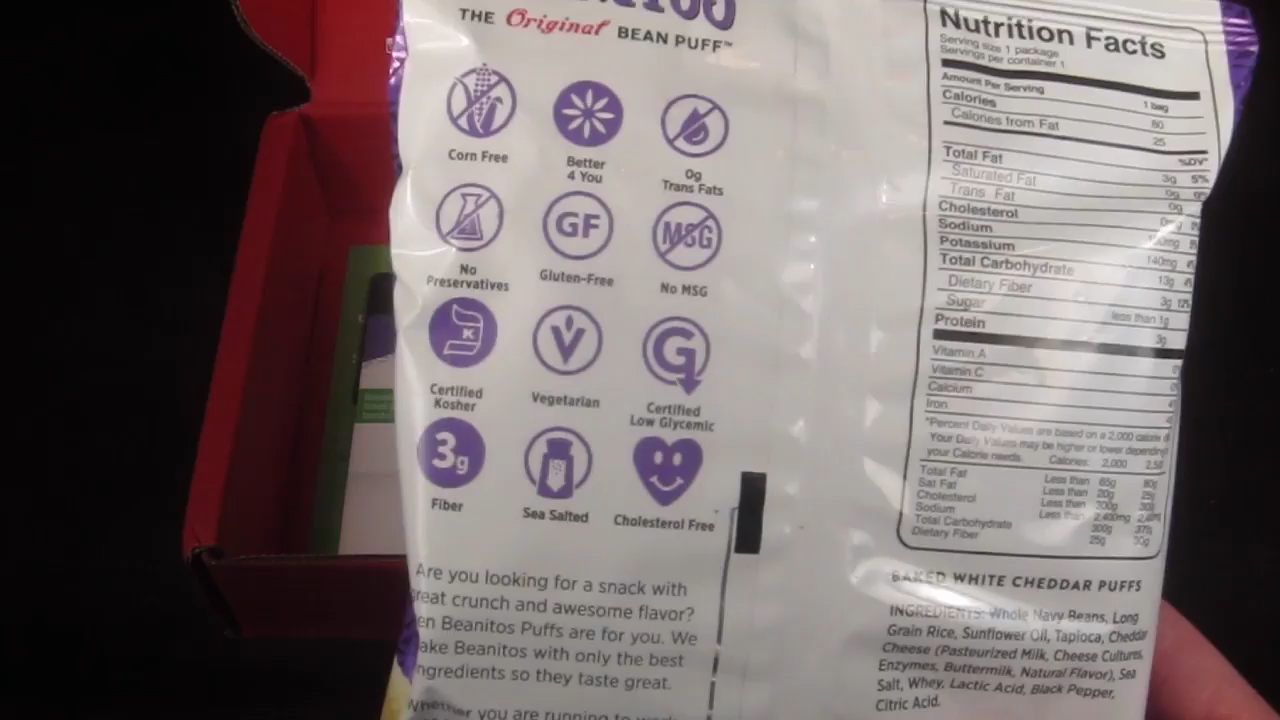 THE Original BEAN PUFF™
Corn Free
Better
4 You
0g
Trans Fats
No
Preservatives
GF
Gluten-Free
MSG
No MSG
K
Certified
Kosher
V
Vegetarian
G
Certified
Low Glycemic
3g
Fiber
Sea Salted
Cholesterol Free
Are you looking for a snack with
crunch and awesome flavor?
Beanitos Puffs are for you. We
Beanitos with only the best
so they taste great.
you are running to
Nutrition Facts
Serving size 1 package
Servings per container 1
Amount Per Serving
1 bag
Calories 80
Calories from Fat 25
%DV*
Total Fat 3g 5%
Saturated Fat 0g 0%
Trans Fat 0g
Cholesterol
Sodium
Potassium 140mg
Total Carbohydrate 13g
Dietary Fiber 3g 12%
Sugar less than 1g
Protein 3g
Vitamin A
Vitamin C
Calcium
Iron
*Percent Daily Values are based on a 2,000 calorie
Your Daily Values may be higher or lower depending
your Calorie needs. Calories: 2,000
Total Fat Less than 65g 80g
Sat Fat Less than 20g 25g
Cholesterol Less than
Sodium Less than 2,400mg
Total Carbohydrate 300g
Dietary Fiber 25g 30g
BAKED WHITE CHEDDAR PUFFS
INGREDIENTS: Whole Navy Beans, Long
Grain Rice, Sunflower Oil, Tapioca, Cheddar
Cheese (Pasteurized Milk, Cheese Cultures,
Enzymes, Buttermilk, Natural Flavor), Sea
Salt, Whey, Lactic Acid, Black Pepper,
Citric Acid.